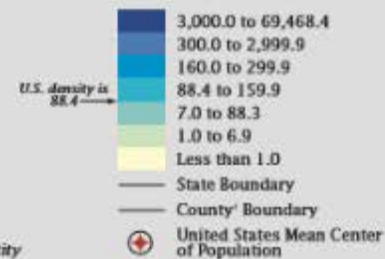 3,000.0 to 69,468.4
300.0 to 2,999.9
160.0 to 299.9
U.S. density is
88.4
88.4 to 159.9
7.0 to 88.3
1.0 to 6.9
Less than 1.0
State Boundary
County' Boundary
United States Mean Center
of Population